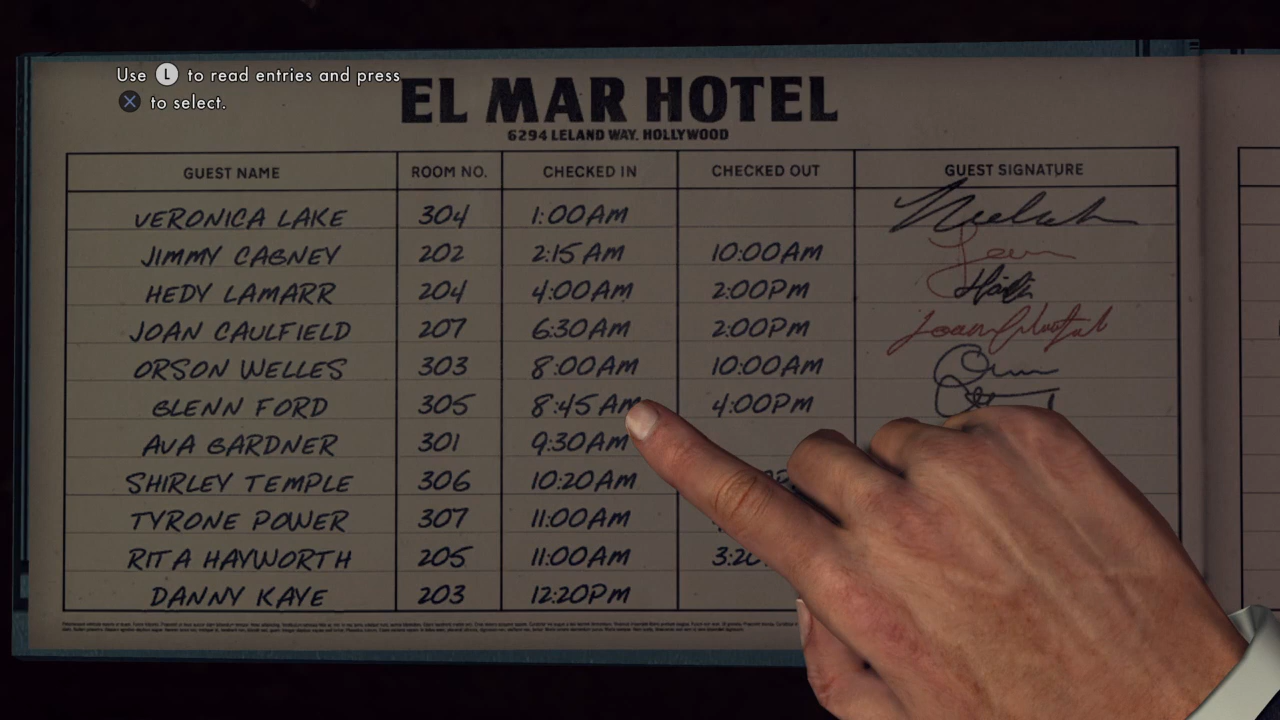 Use L to read entries and press
X to select.
EL MAR HOTEL
6294 LELAND WAY. HOLLYWOOD
GUEST NAME ROOM NO. CHECKED IN CHECKED OUT GUEST SIGNATURE
VERONICA LAKE 304 1:00AM
JIMMY CAGNEY 202 2:15AM 10:00AM
HEDY LAMARR 204 4:00AM 2:00PM
JOAN CAULFIELD 207 6:30AM 2:00PM
ORSON WELLES 303 8:00AM 10:00AM
GLENN FORD 305 8:45AM 4:00PM
AVA GARDNER 301 9:30AM
SHIRLEY TEMPLE 306 10:20AM
TYRONE POWER 307 11:00AM
RITA HAYWORTH 205 11:00AM
DANNY KAYE 203 12:20PM